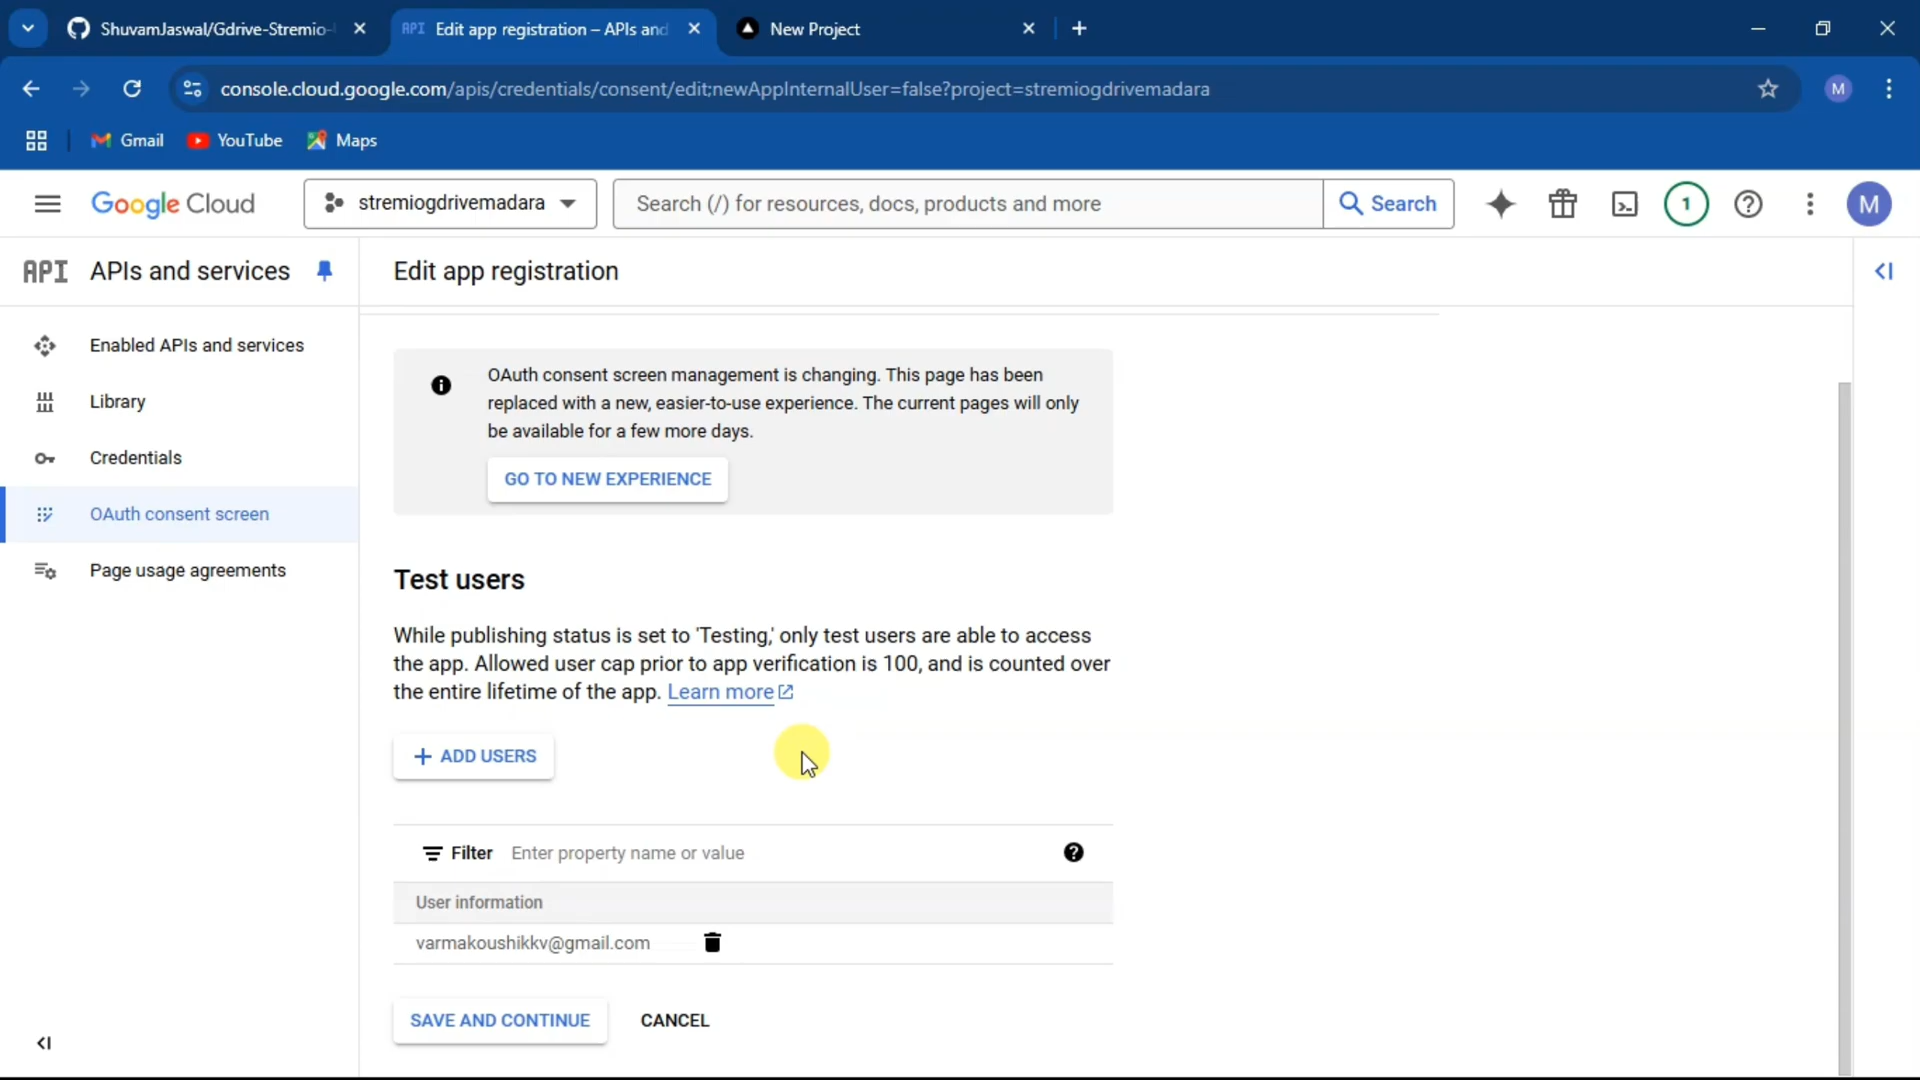 ShuvamJaswal/Gdrive-Stremio-
API Edit app registration – APIs and
New Project
console.cloud.google.com/apis/credentials/consent/edit;newAppInternalUser=false?project=stremiogdrivemadara
M
Gmail
YouTube
Maps
Google Cloud
stremiogdrivemadara
Search (/) for resources, docs, products and more
Search
1
M
API APIs and services
Edit app registration
Enabled APIs and services
Library
Credentials
OAuth consent screen
Page usage agreements
OAuth consent screen management is changing. This page has been
replaced with a new, easier-to-use experience. The current pages will only
be available for a few more days.
GO TO NEW EXPERIENCE
Test users
While publishing status is set to 'Testing,' only test users are able to access
the app. Allowed user cap prior to app verification is 100, and is counted over
the entire lifetime of the app. Learn more
+ ADD USERS
Filter Enter property name or value
User information
varmakoushikkv@gmail.com
SAVE AND CONTINUE
CANCEL